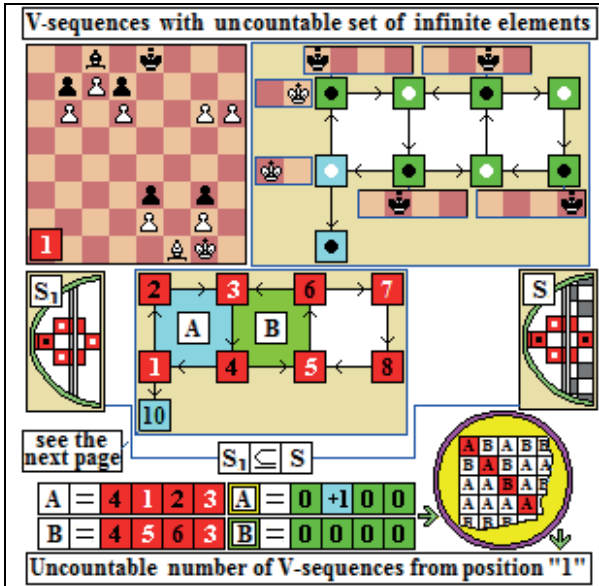 V-sequences with uncountable set of infinite elements
1
S₁
S
2 3 6 7
A B
1 4 5 8
10
see the
next page
S₁ ⊆ S
A = 4 1 2 3 A = 0 +1 0 0
B = 4 5 6 3 B = 0 0 0 0
A B A B B
B A B A A
A A B A B
A A A A
B B B B
Uncountable number of V-sequences from position "1"